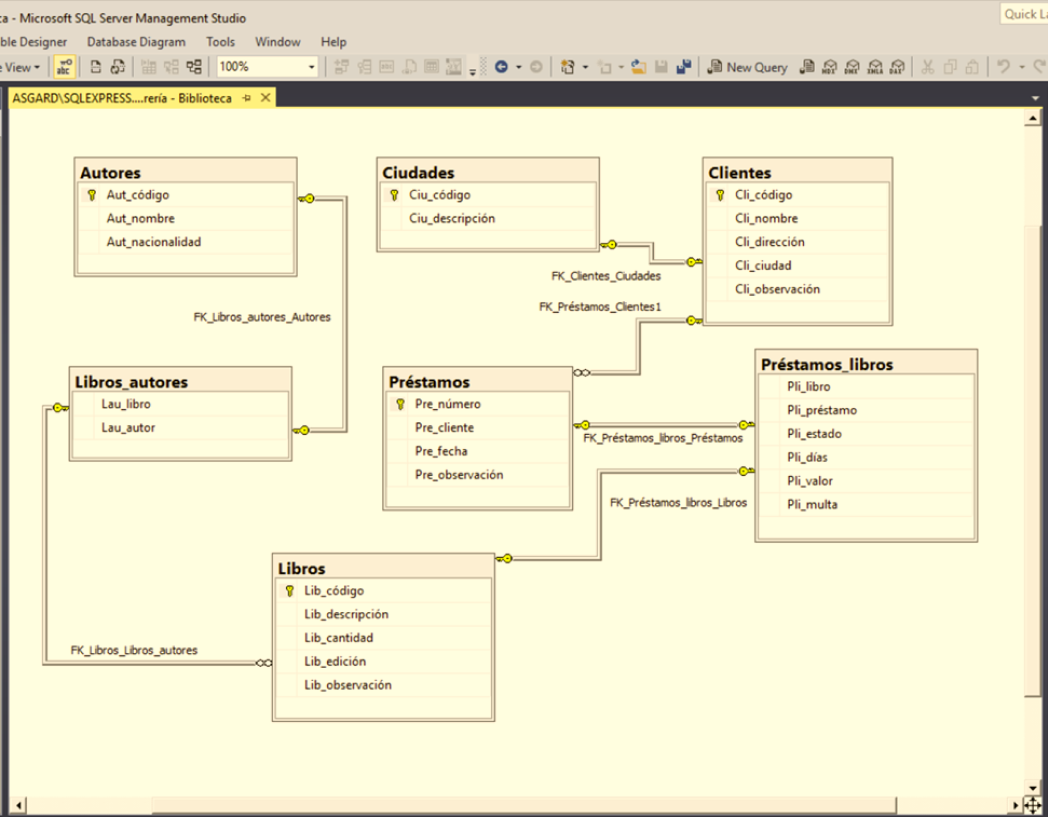 ca - Microsoft SQL Server Management Studio
Quick La
ble Designer Database Diagram Tools Window Help
View 100% New Query
ASGARD\SQLEXPRESS....rería - Biblioteca
Autores
Aut_código
Aut_nombre
Aut_nacionalidad
Ciudades
Ciu_código
Ciu_descripción
Clientes
Cli_código
Cli_nombre
Cli_dirección
Cli_ciudad
Cli_observación
FK_Clientes_Ciudades
FK_Préstamos_Clientes1
FK_Libros_autores_Autores
Libros_autores
Lau_libro
Lau_autor
Préstamos
Pre_número
Pre_cliente
Pre_fecha
Pre_observación
Préstamos_libros
Pli_libro
Pli_préstamo
Pli_estado
Pli_días
Pli_valor
Pli_multa
FK_Préstamos_libros_Préstamos
FK_Préstamos_libros_Libros
Libros
Lib_código
Lib_descripción
Lib_cantidad
Lib_edición
Lib_observación
FK_Libros_Libros_autores